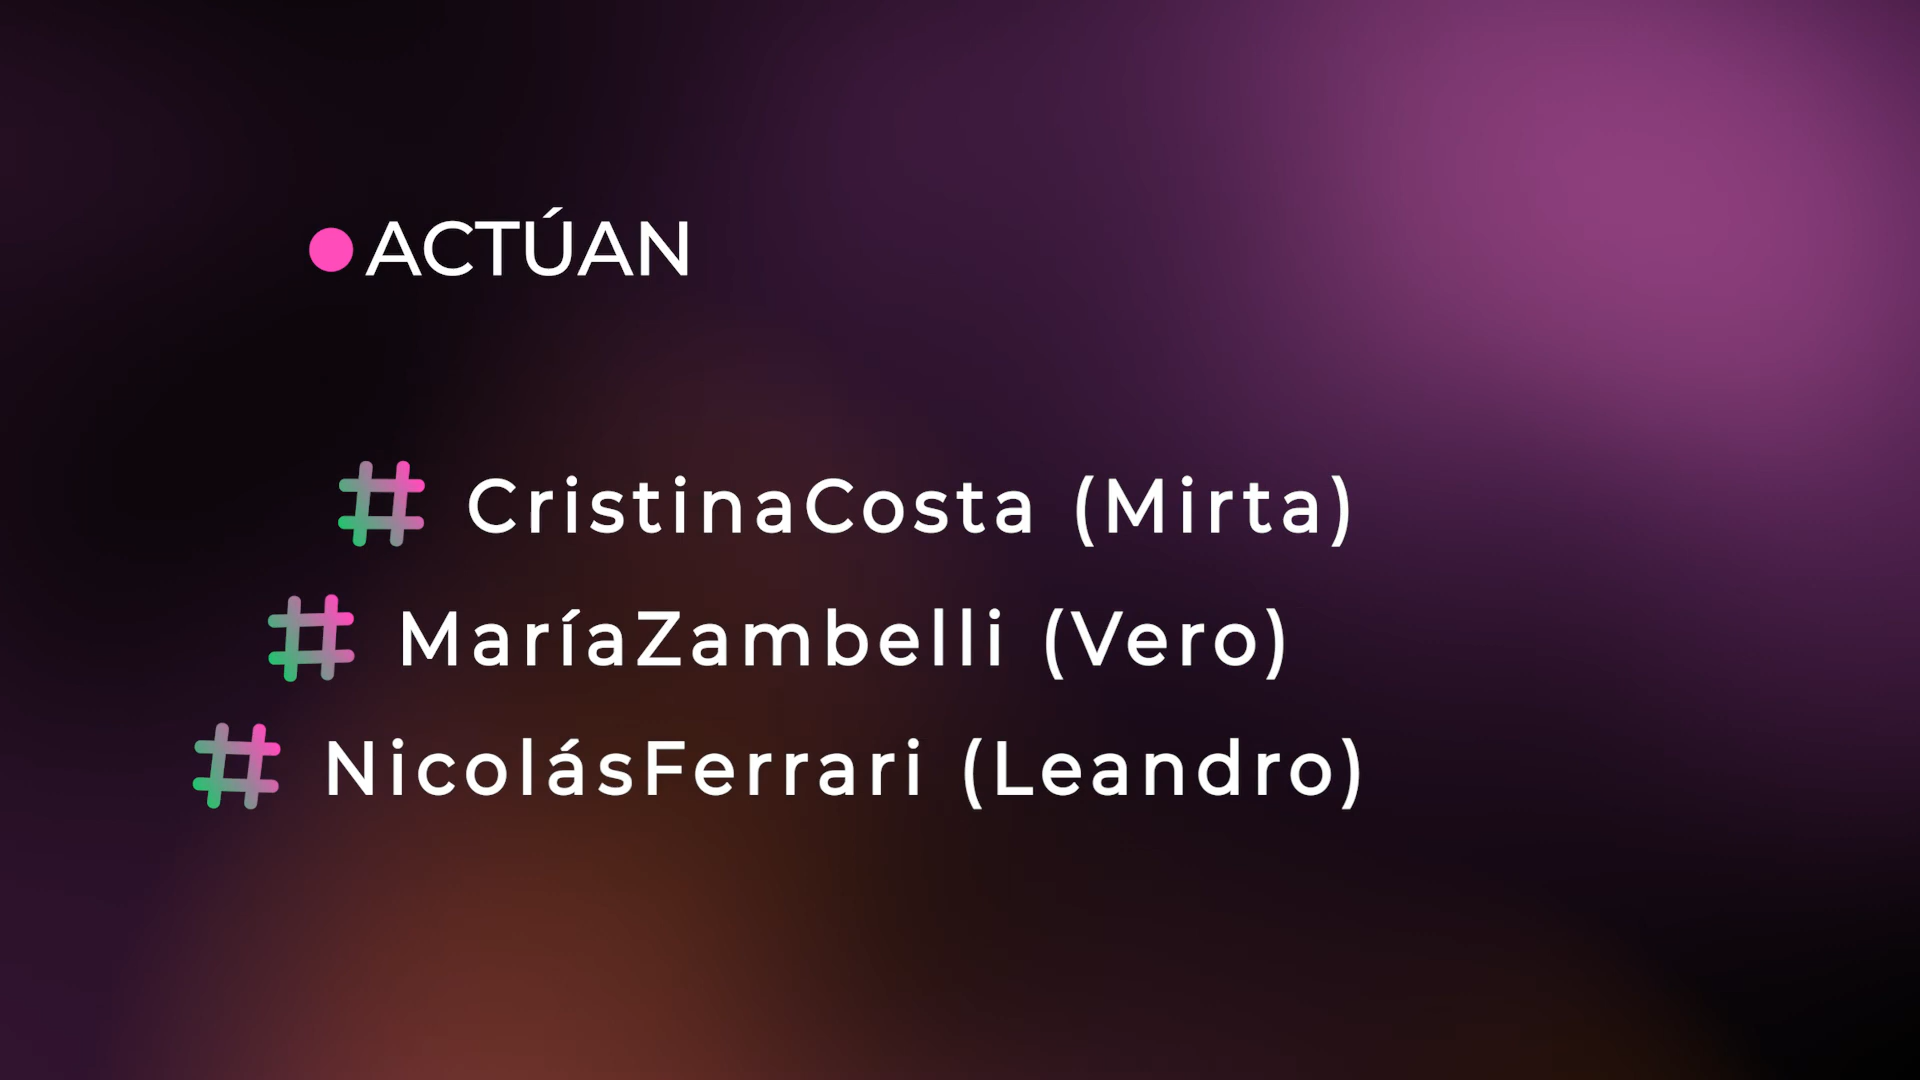 ACTÚAN
# CristinaCosta (Mirta)
# MaríaZambelli (Vero)
# NicolásFerrari (Leandro)